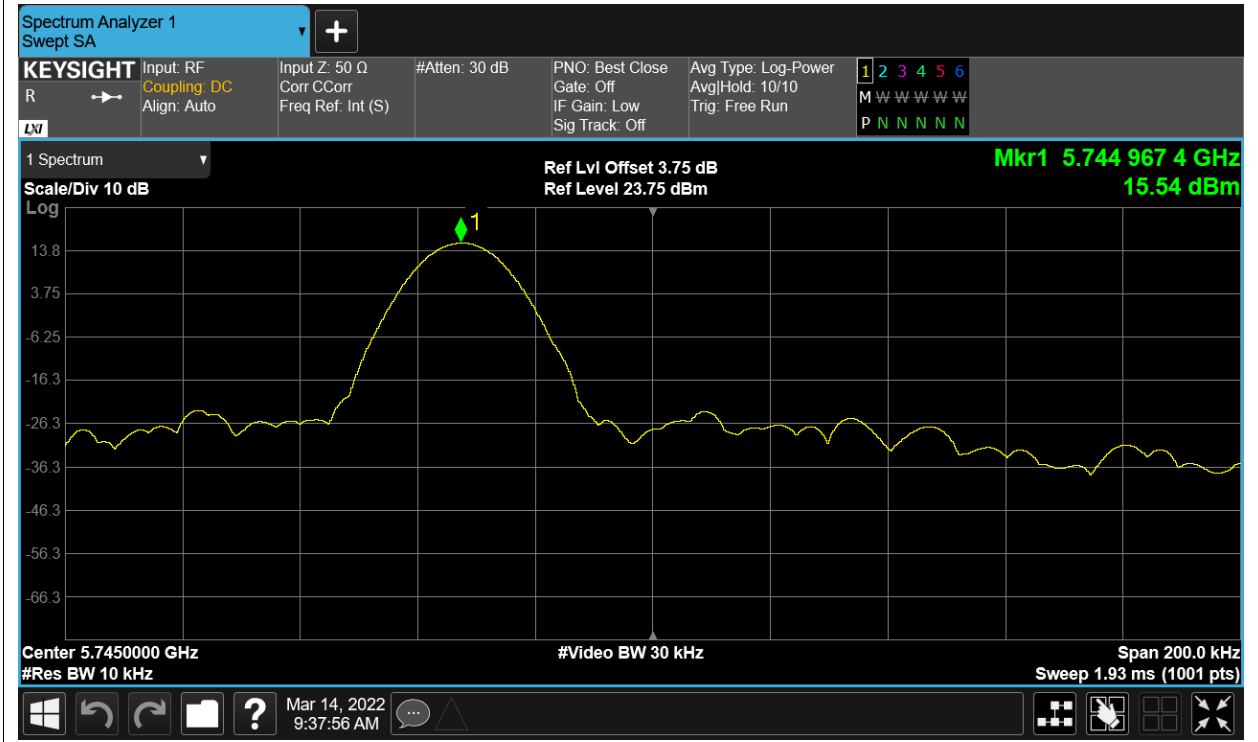 Spectrum Analyzer 1
Swept SA
KEYSIGHT
R
LXI
Input: RF
Coupling: DC
Align: Auto
Input Z: 50 Ω
Corr CCorr
Freq Ref: Int (S)
#Atten: 30 dB
PNO: Best Close
Gate: Off
IF Gain: Low
Sig Track: Off
Avg Type: Log-Power
Avg|Hold: 10/10
Trig: Free Run
1 2 3 4 5 6
M W W W W W
P N N N N N
1 Spectrum
Scale/Div 10 dB
Log
Ref Lvl Offset 3.75 dB
Ref Level 23.75 dBm
Mkr1 5.744 967 4 GHz
15.54 dBm
1
13.8
3.75
-6.25
-16.3
-26.3
-36.3
-46.3
-56.3
-66.3
Center 5.7450000 GHz
#Res BW 10 kHz
#Video BW 30 kHz
Span 200.0 kHz
Sweep 1.93 ms (1001 pts)
?
Mar 14, 2022
9:37:56 AM